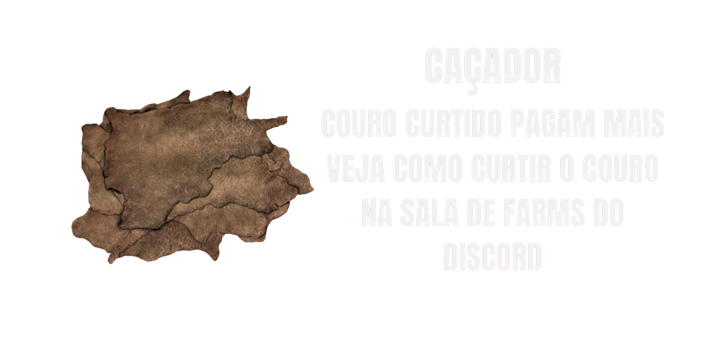 CAÇADOR
COURO CURTIDO PAGAM MAIS
VEJA COMO CURTIR O COURO
NA SALA DE FARMS DO
DISCORD